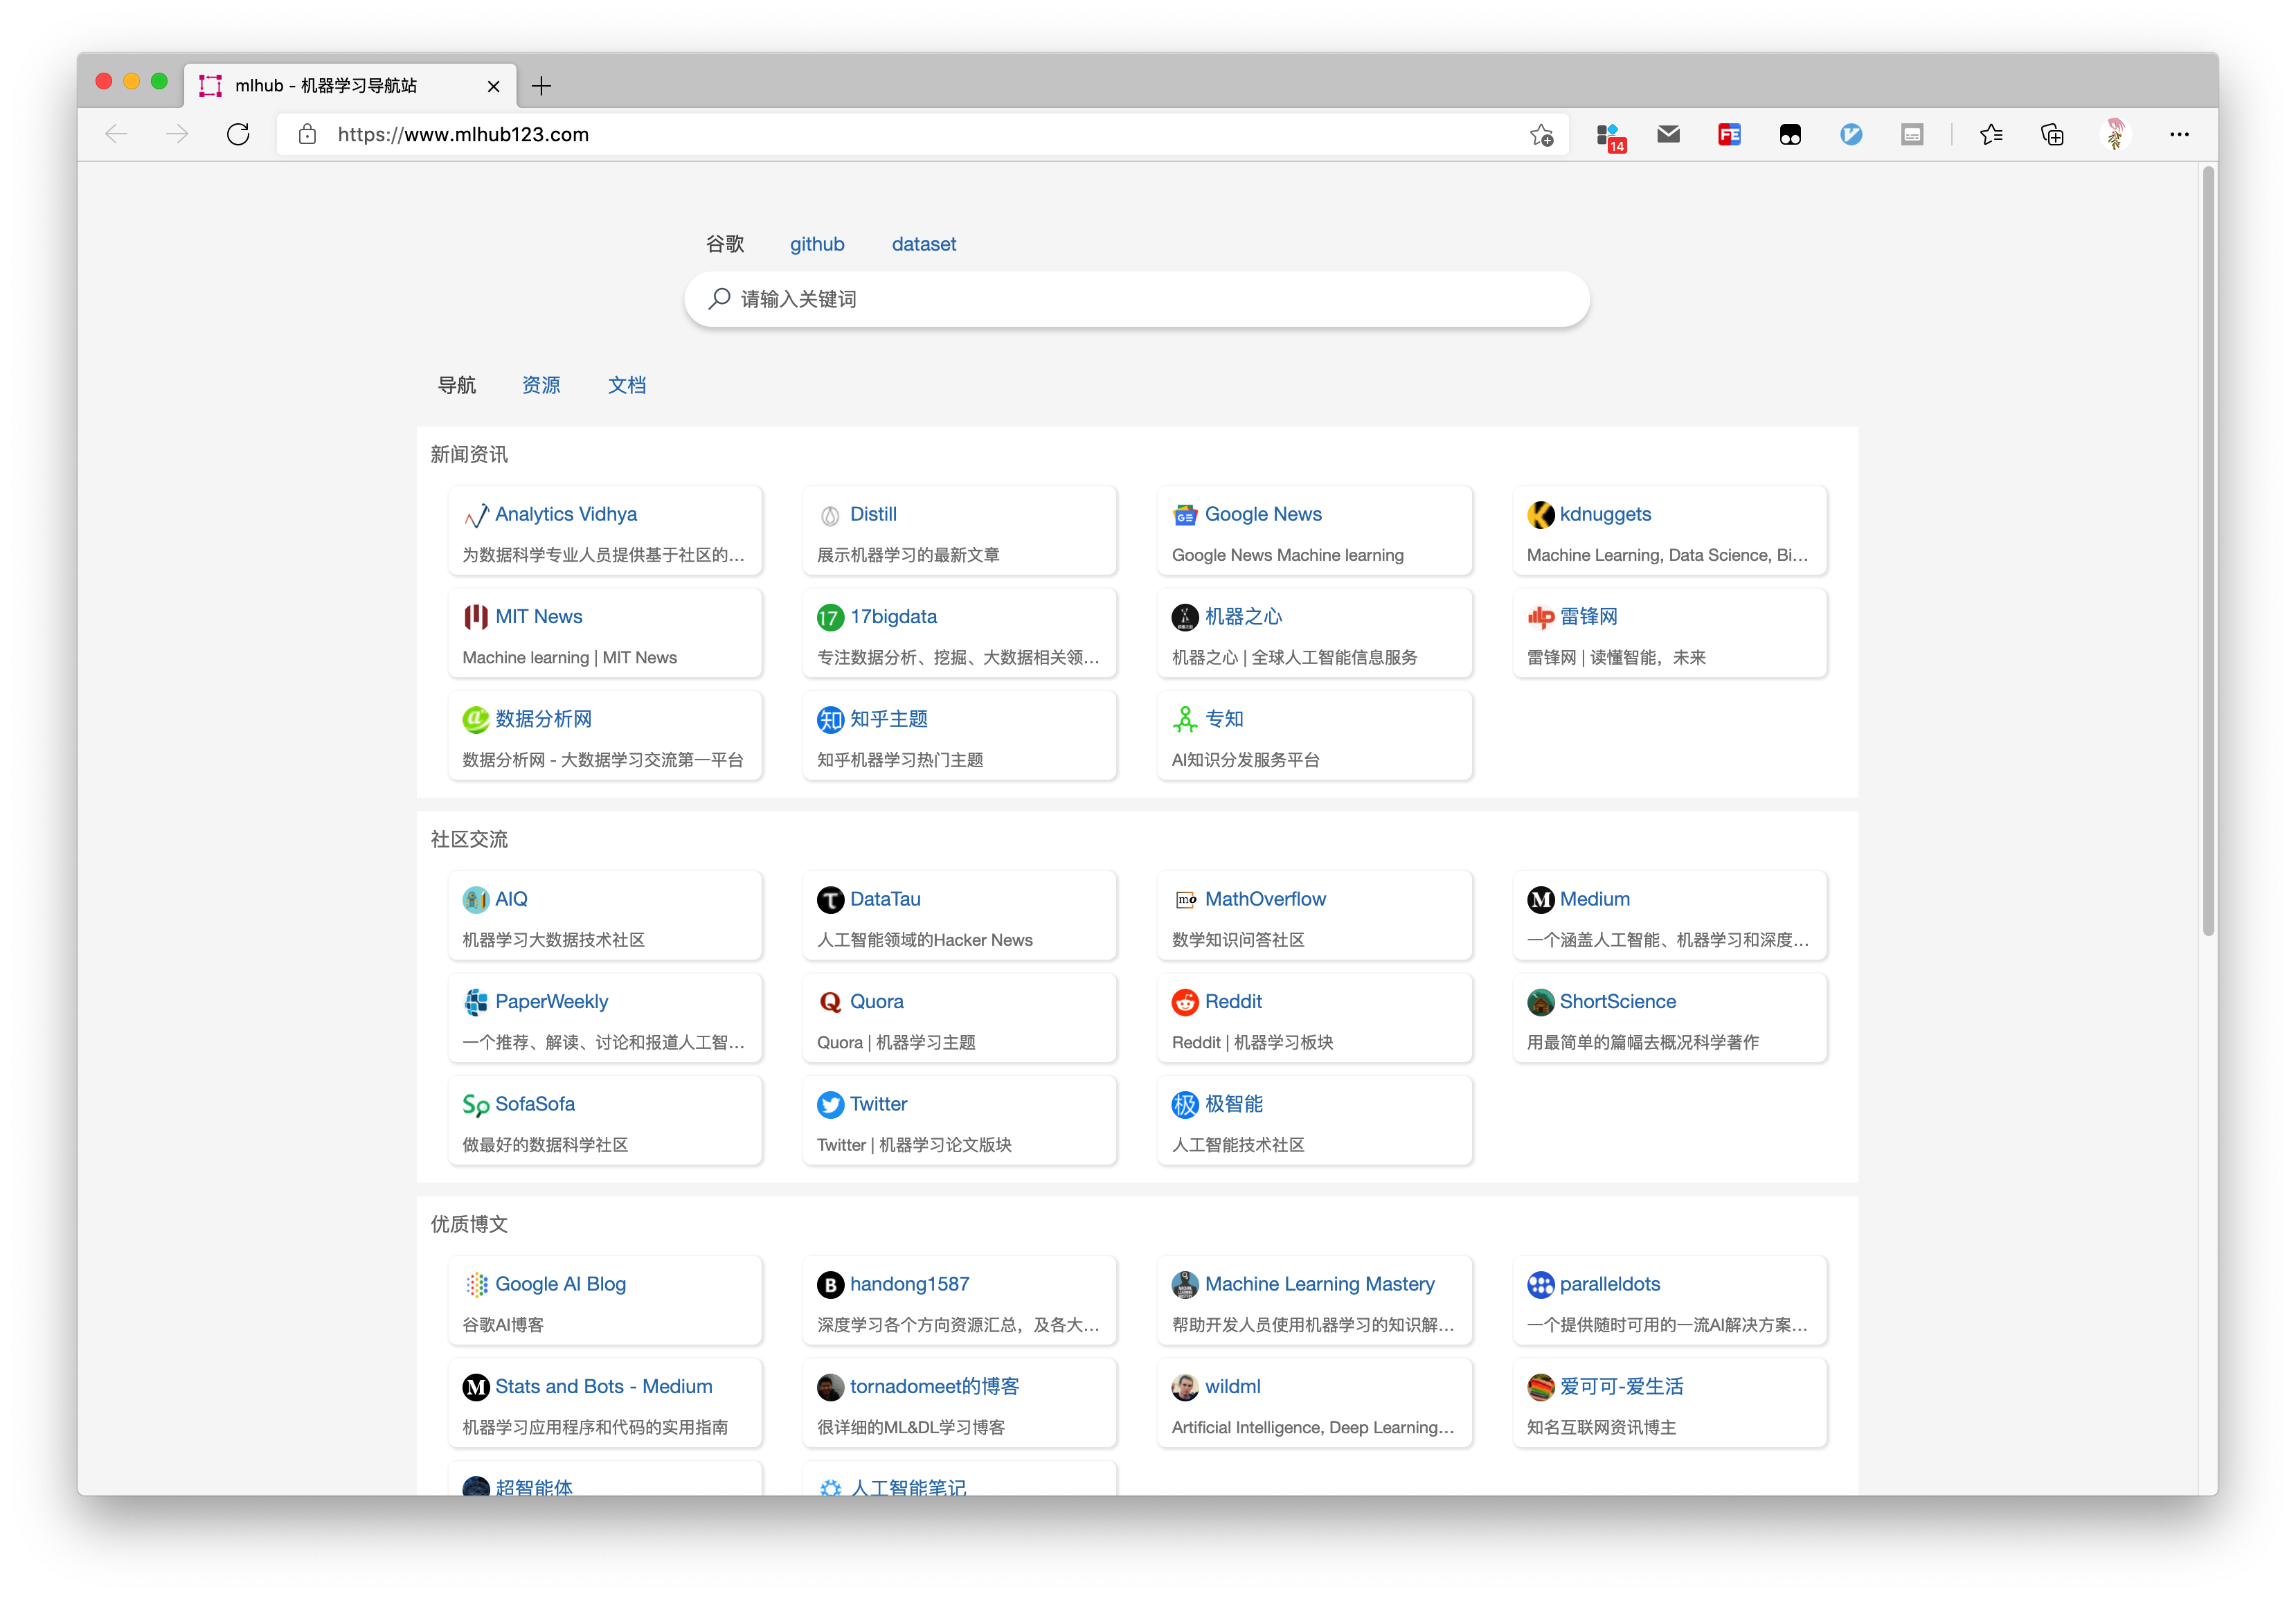 mlhub - 机器学习导航站
https://www.mlhub123.com
14
FE
谷歌 github dataset
请输入关键词
导航 资源 文档
新闻资讯
Analytics Vidhya
为数据科学专业人员提供基于社区的...
Distill
展示机器学习的最新文章
Google News
Google News Machine learning
kdnuggets
Machine Learning, Data Science, Bi...
MIT News
Machine learning | MIT News
17bigdata
专注数据分析、挖掘、大数据相关领...
机器之心
机器之心 | 全球人工智能信息服务
雷锋网
雷锋网 | 读懂智能，未来
数据分析网
数据分析网 - 大数据学习交流第一平台
知乎主题
知乎机器学习热门主题
专知
AI知识分发服务平台
社区交流
AIQ
机器学习大数据技术社区
DataTau
人工智能领域的Hacker News
MathOverflow
数学知识问答社区
Medium
一个涵盖人工智能、机器学习和深度...
PaperWeekly
一个推荐、解读、讨论和报道人工智...
Quora
Quora | 机器学习主题
Reddit
Reddit | 机器学习板块
ShortScience
用最简单的篇幅去概况科学著作
SofaSofa
做最好的数据科学社区
Twitter
Twitter | 机器学习论文版块
极智能
人工智能技术社区
优质博文
Google AI Blog
谷歌AI博客
handong1587
深度学习各个方向资源汇总，及各大...
Machine Learning Mastery
帮助开发人员使用机器学习的知识解...
paralleldots
一个提供随时可用的一流AI解决方案...
Stats and Bots - Medium
机器学习应用程序和代码的实用指南
tornadomeet的博客
很详细的ML&DL学习博客
wildml
Artificial Intelligence, Deep Learning...
爱可可-爱生活
知名互联网资讯博主
超智能体
人工智能笔记